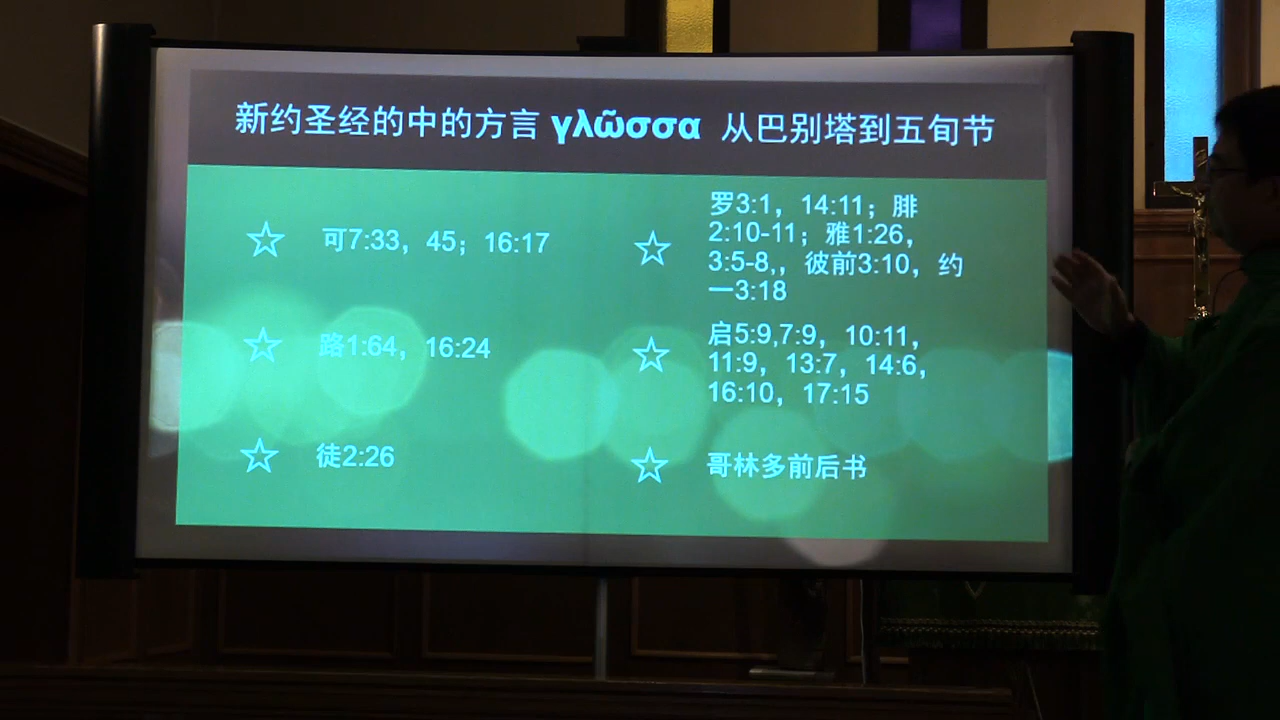 新约圣经的中的方言 γλῶσσα 从巴别塔到五旬节
☆ 可7:33，45；16:17
☆ 路1:64，16:24
☆ 徒2:26
☆ 罗3:1，14:11；腓
2:10-11；雅1:26，
3:5-8,，彼前3:10，约
一3:18
☆ 启5:9,7:9，10:11，
11:9，13:7，14:6，
16:10，17:15
☆ 哥林多前后书